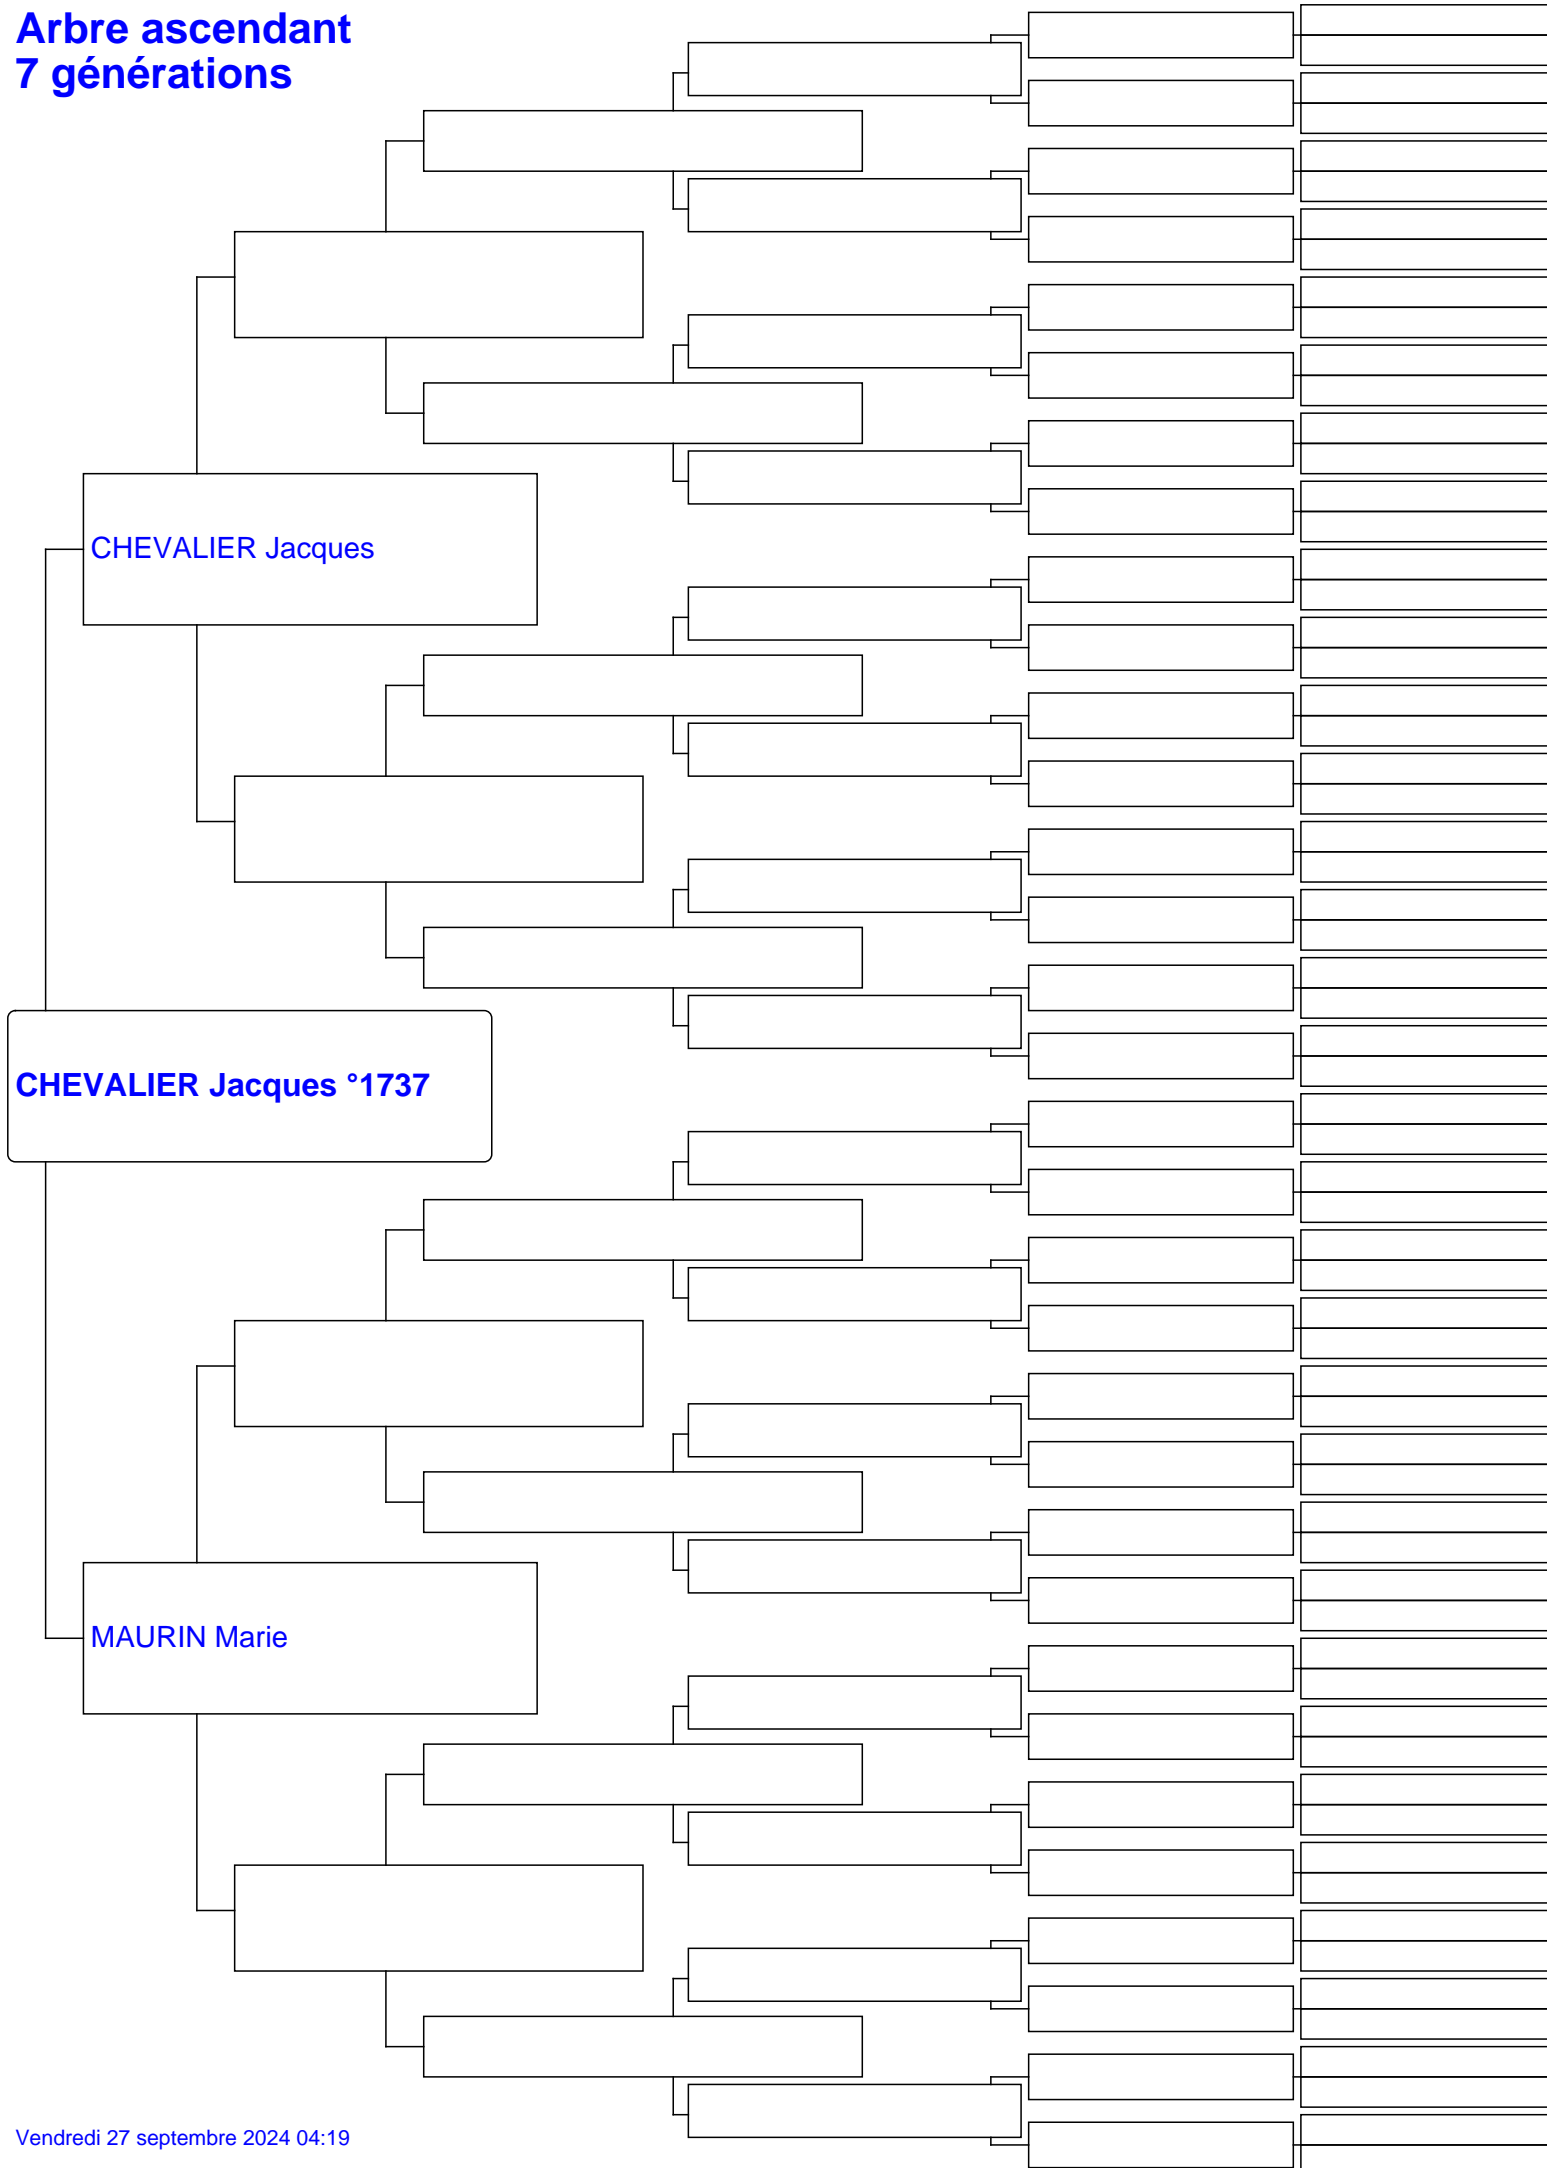 Arbre ascendant
7 générations
CHEVALIER Jacques
CHEVALIER Jacques °1737
MAURIN Marie
Vendredi 27 septembre 2024 04:19